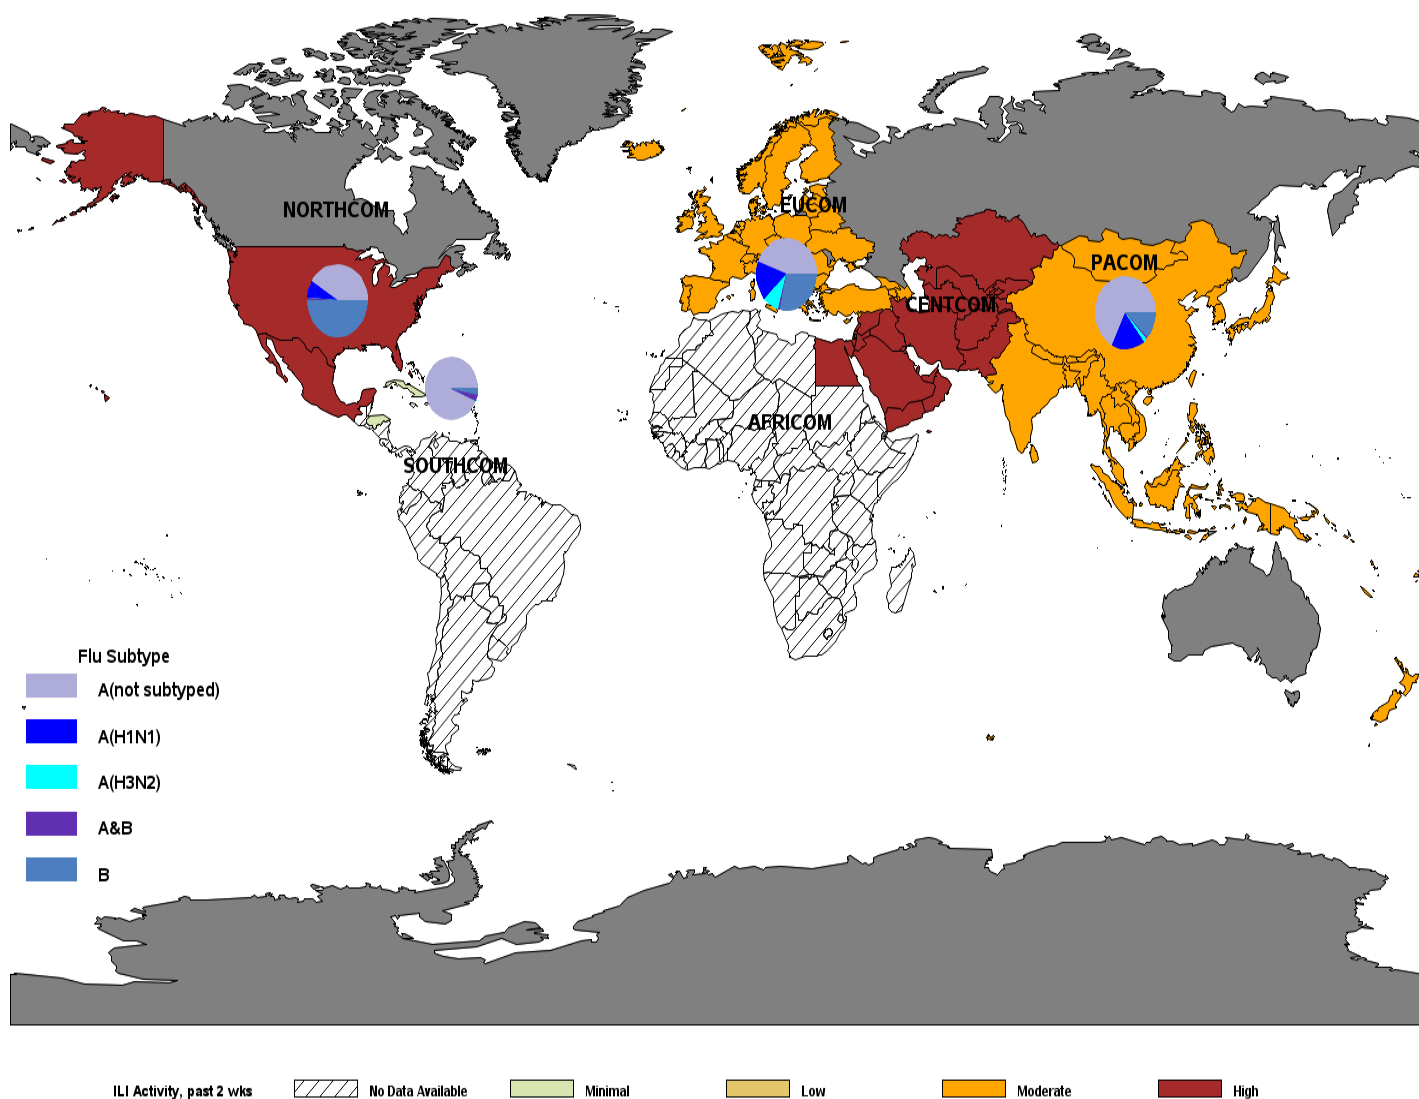 NORTHCOM
EUCOM
PACOM
CENTCOM
AFRICOM
SOUTHCOM
Flu Subtype
A(not subtyped)
A(H1N1)
A(H3N2)
A&B
B
ILI Activity, past 2 wks No Data Available Minimal Low Moderate High